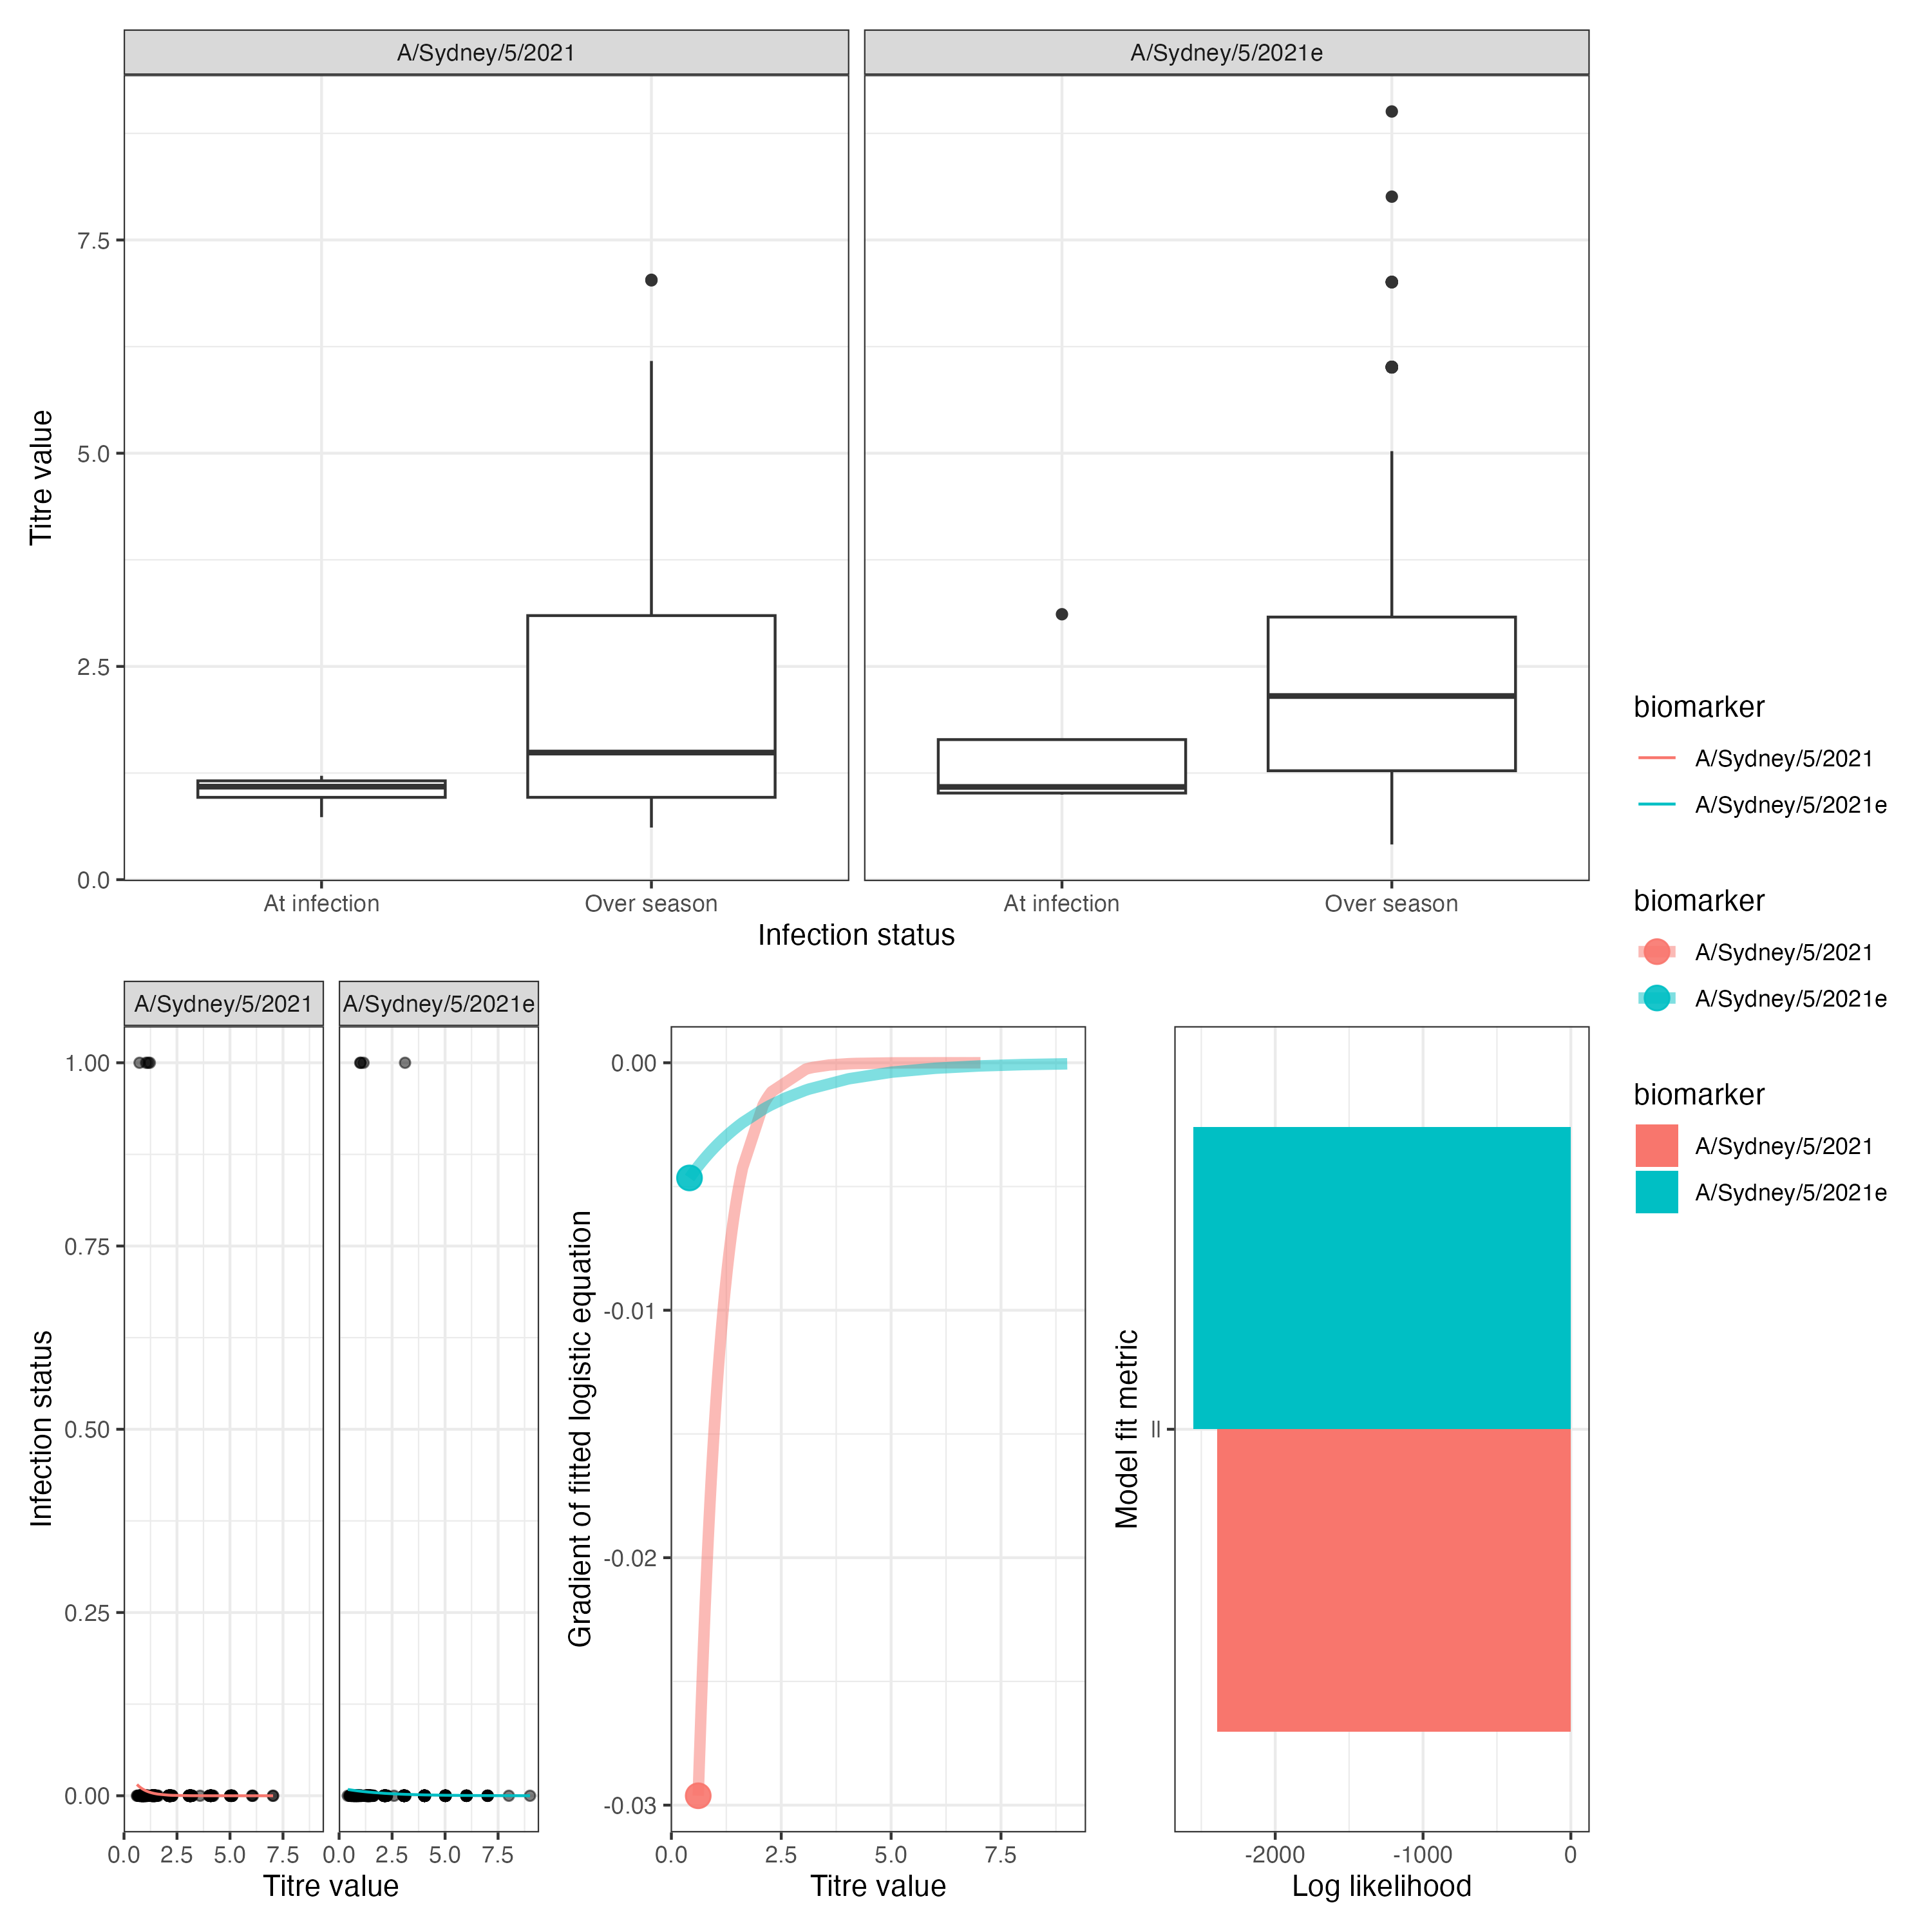 A/Sydney/5/2021
A/Sydney/5/2021e
Titre value
7.5
5.0
2.5
0.0
At infection
Over season
At infection
Over season
Infection status
biomarker
A/Sydney/5/2021
A/Sydney/5/2021e
biomarker
A/Sydney/5/2021
A/Sydney/5/2021e
biomarker
A/Sydney/5/2021
A/Sydney/5/2021e
A/Sydney/5/2021
A/Sydney/5/2021e
Infection status
1.00
0.75
0.50
0.25
0.00
0.0 2.5 5.0 7.5
0.0 2.5 5.0 7.5
Titre value
Gradient of fitted logistic equation
0.00
-0.01
-0.02
-0.03
0.0 2.5 5.0 7.5
Titre value
Model fit metric
ll
-2000 -1000 0
Log likelihood